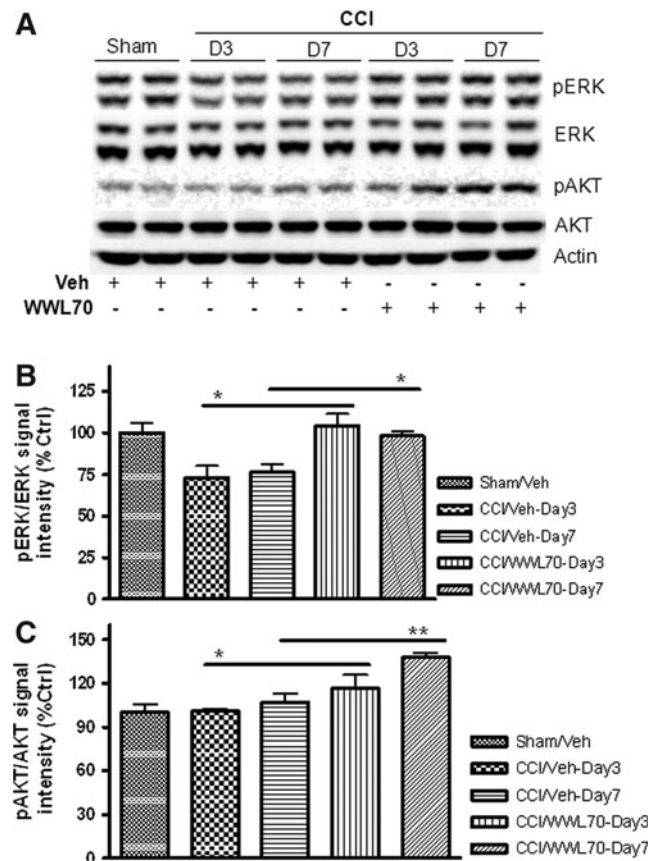 A
CCI
Sham D3 D7 D3 D7
pERK
ERK
pAKT
AKT
Actin
Veh + + + + + + - - - -
WWL70 - - - - - - + + + +
B
pERK/ERK signal
intensity (% Ctrl)
125
100
75
50
25
0
* *
Sham/Veh
CCI/Veh-Day3
CCI/Veh-Day7
CCI/WWL70-Day3
CCI/WWL70-Day7
C
pAKT/AKT signal
intensity (%Ctrl)
150
120
90
60
30
0
* **
Sham/Veh
CCI/Veh-Day3
CCI/Veh-Day7
CCI/WWL70-Day3
CCI/WWL70-Day7